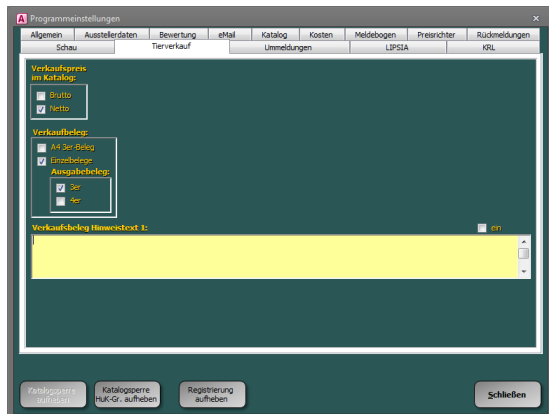 A Programmeinstellungen
Allgemein Ausstellerdaten Bewertung eMail Katalog Kosten Meldebogen Preisrichter Rückmeldungen
Schau Tierverkauf Ummeldungen LIPSIA KRL
Verkaufspreis
im Katalog:
Brutto
Netto
Verkaufbeleg:
A4 3er-Beleg
Einzelbelege
Ausgabebeleg:
3er
4er
Verkaufsbeleg Hinweistext 1: ein
Katalogsperre
aufheben
Katalogsperre
HuK-Gr. aufheben
Registrierung
aufheben
Schließen